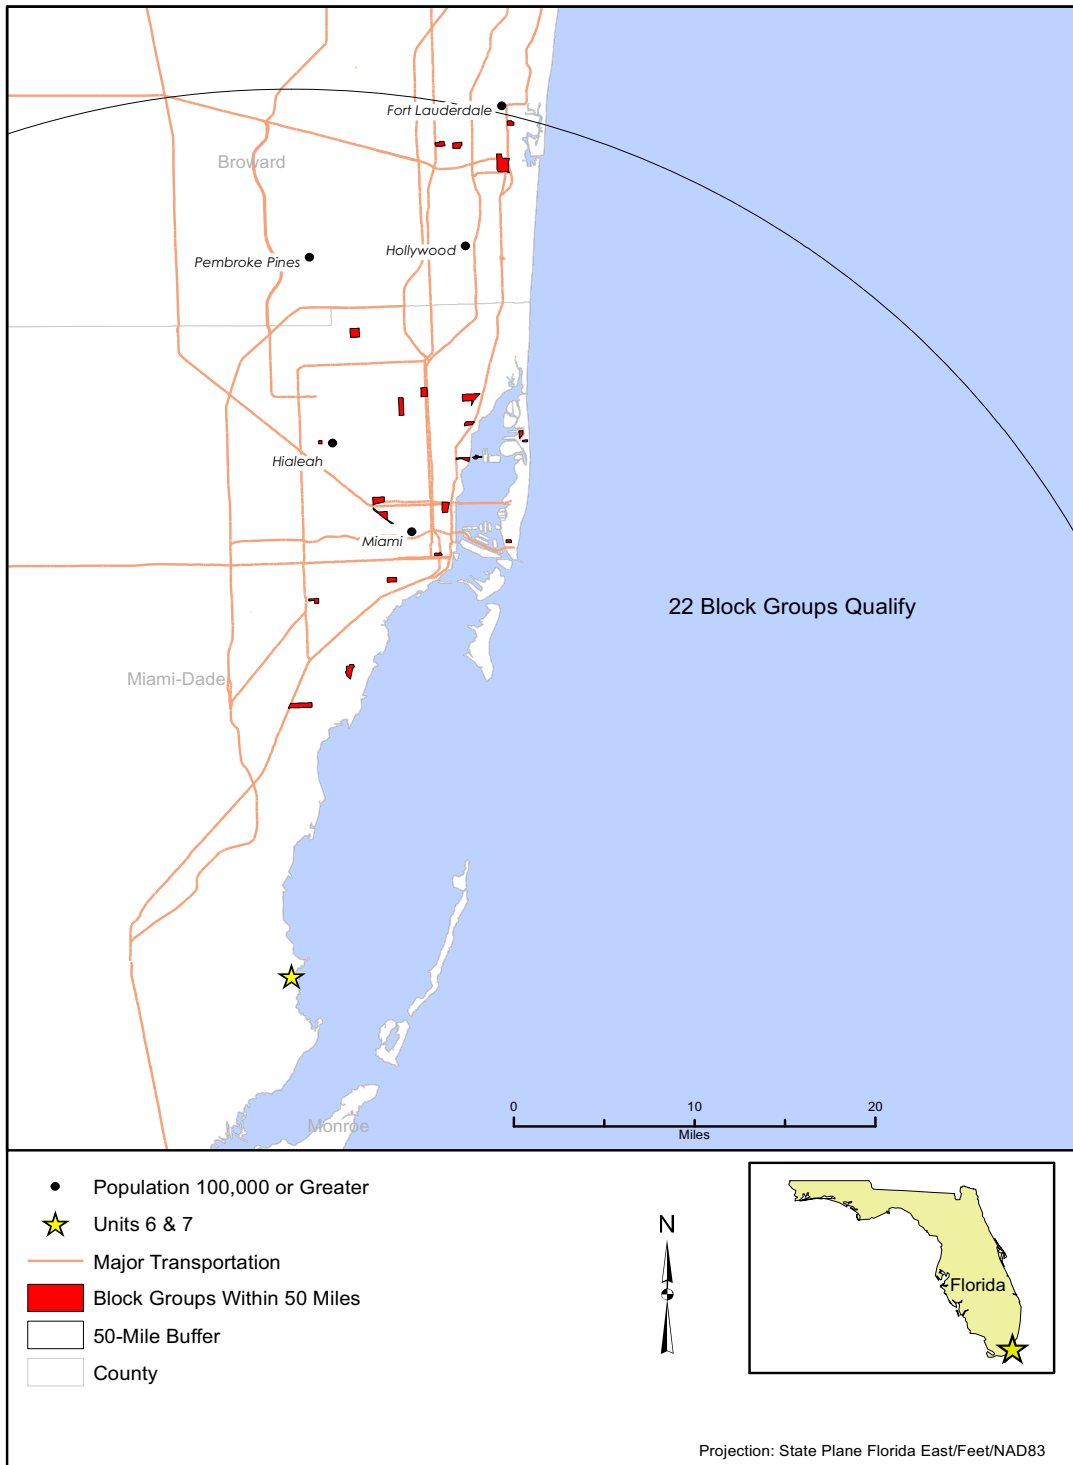 Fort Lauderdale
Broward
Hollywood
Pembroke Pines
Hialeah
Miami
22 Block Groups Qualify
Miami-Dade
Monroe
0 10 20
Miles
Population 100,000 or Greater
Units 6 & 7
Major Transportation
Block Groups Within 50 Miles
50-Mile Buffer
County
N
Florida
Projection: State Plane Florida East/Feet/NAD83